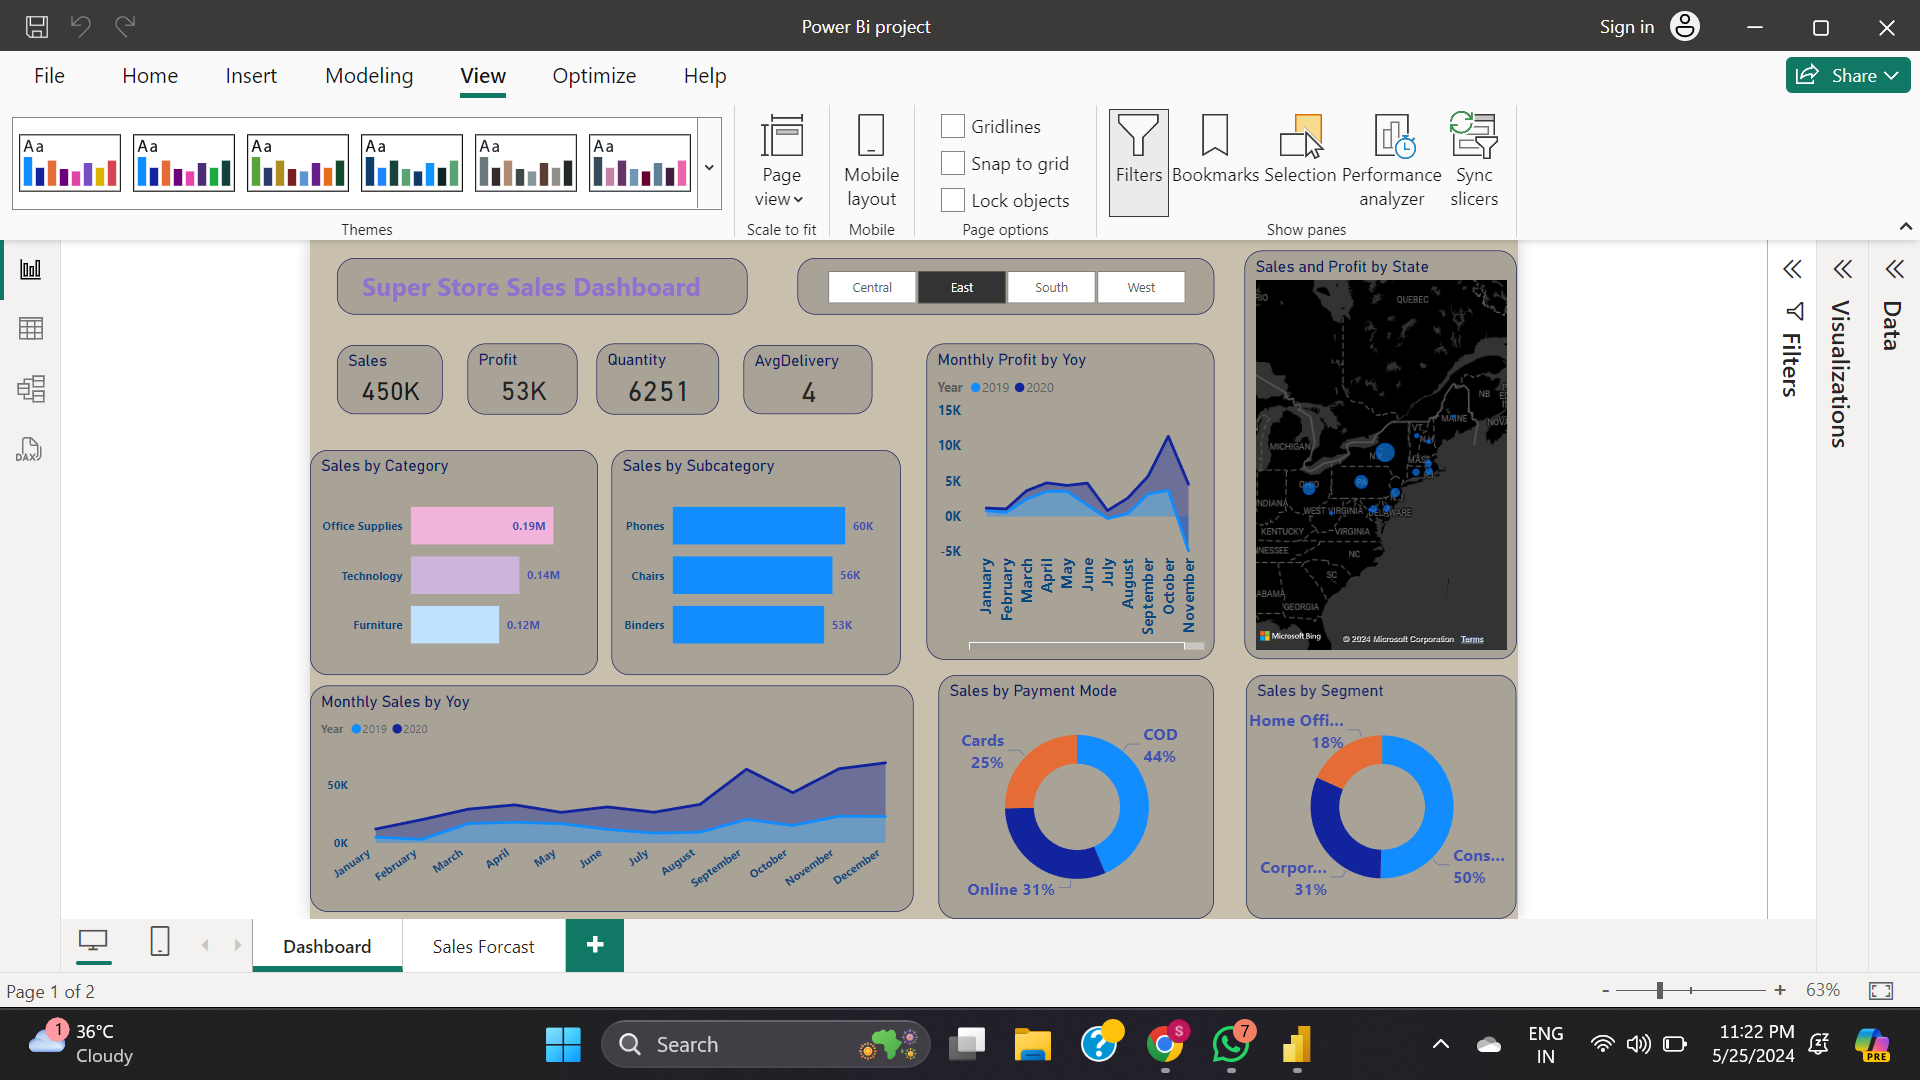 Power Bi project
Sign in
File Home Insert Modeling View Optimize Help
Share
Aa Aa Aa Aa Aa Aa
Page view
Mobile layout
Gridlines
Snap to grid
Lock objects
Filters
Bookmarks
Selection
Performance analyzer
Sync slicers
Themes
Scale to fit
Mobile
Page options
Show panes
Super Store Sales Dashboard
Central East South West
Sales
450K
Profit
53K
Quantity
6251
AvgDelivery
4
Sales by Category
Office Supplies 0.19M
Technology 0.14M
Furniture 0.12M
Sales by Subcategory
Phones 60K
Chairs 56K
Binders 53K
Monthly Profit by Yoy
Year 2019 2020
15K
10K
5K
0K
-5K
January
February
March
April
May
June
July
August
September
October
November
Sales and Profit by State
QUEBEC
NB
MAINE
VT
MICHIGAN
MASS
OHIO
PA
N.J.
INDIANA
WEST VIRGINIA
DELAWARE
KENTUCKY
VIRGINIA
NNESSEE
NC
SC
ABAMA
GEORGIA
Microsoft Bing
© 2024 Microsoft Corporation Terms
Monthly Sales by Yoy
Year 2019 2020
50K
0K
January
February
March
April
May
June
July
August
September
October
November
December
Sales by Payment Mode
Cards
25%
COD
44%
Online 31%
Sales by Segment
Home Offi...
18%
Corpor...
31%
Cons...
50%
Filters
Visualizations
Data
DAX
Dashboard
Sales Forcast
+
Page 1 of 2
- + 63%
1
36°C
Cloudy
Search
S
7
ENG
IN
11:22 PM
5/25/2024
PRE